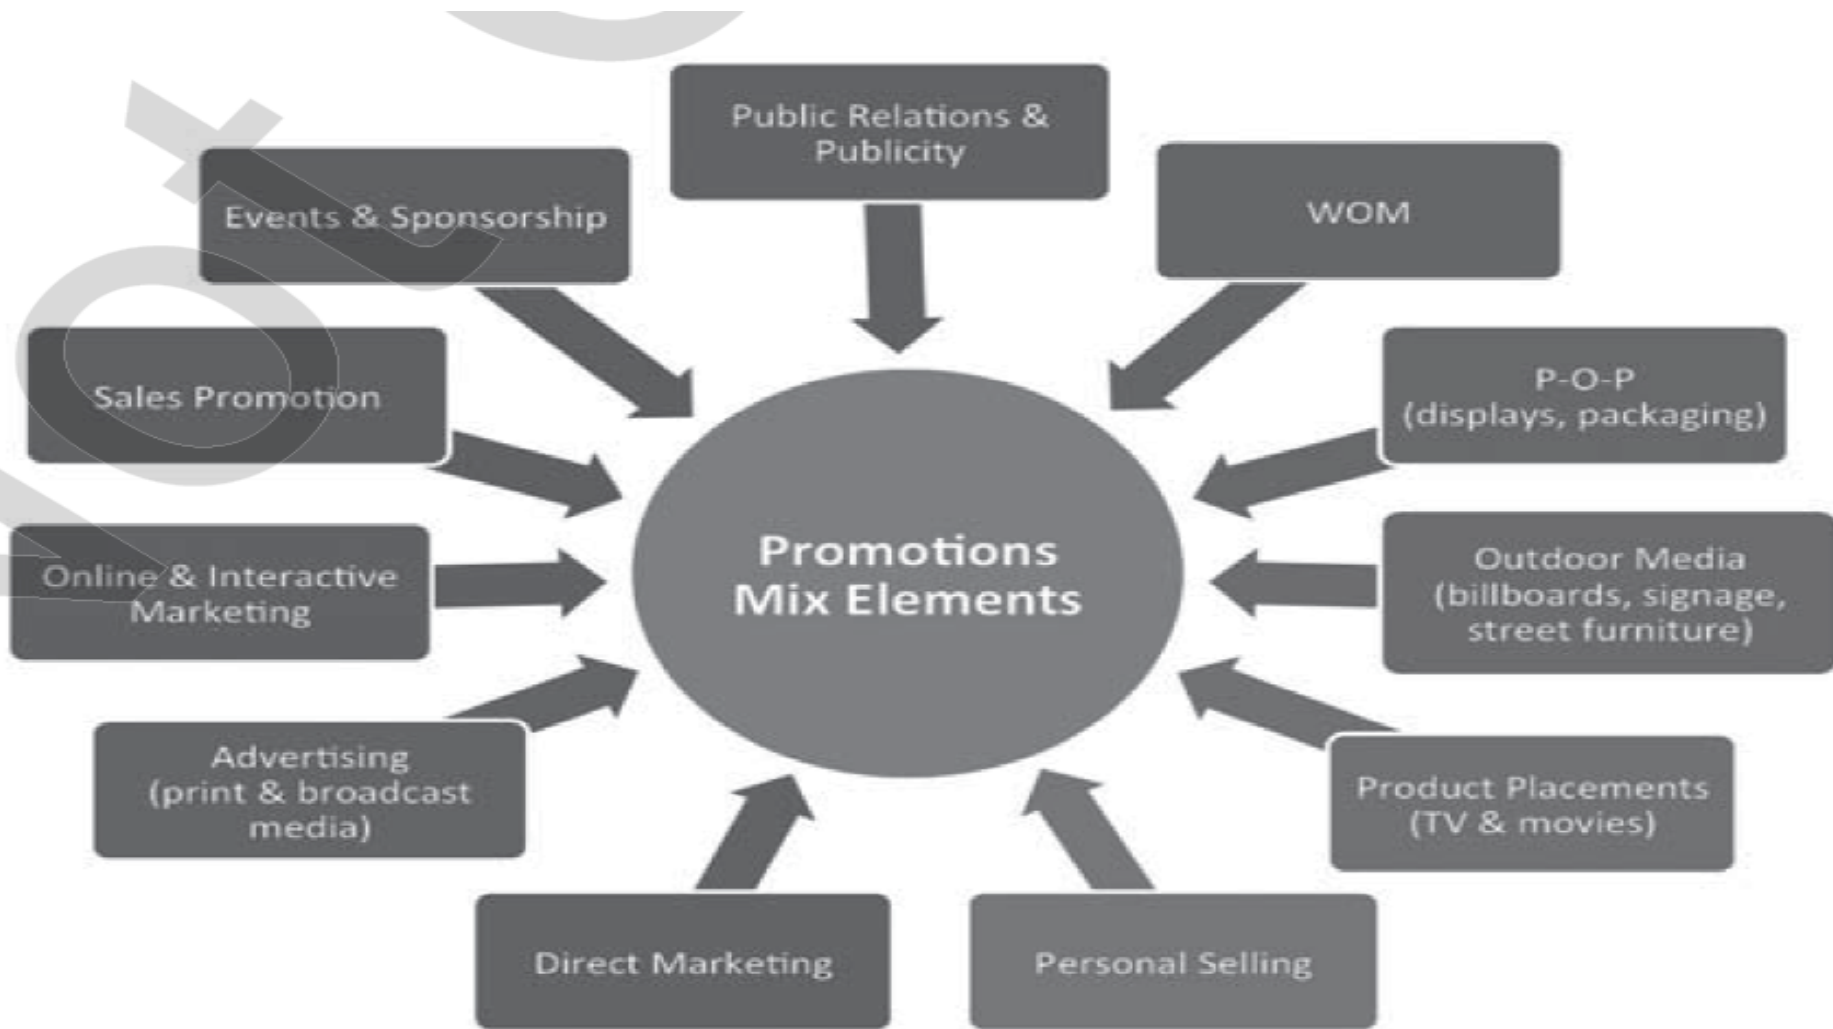 Public Relations &
Publicity
Events & Sponsorship
WOM
Sales Promotion
P-O-P
(displays, packaging)
Promotions
Mix Elements
Online & Interactive
Marketing
Outdoor Media
(billboards, signage,
street furniture)
Advertising
(print & broadcast
media)
Product Placements
(TV & movies)
Direct Marketing
Personal Selling